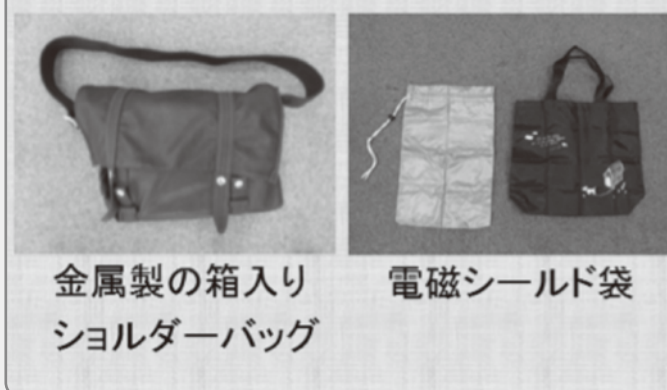 金属製の箱入り
ショルダーバッグ
電磁シールド袋